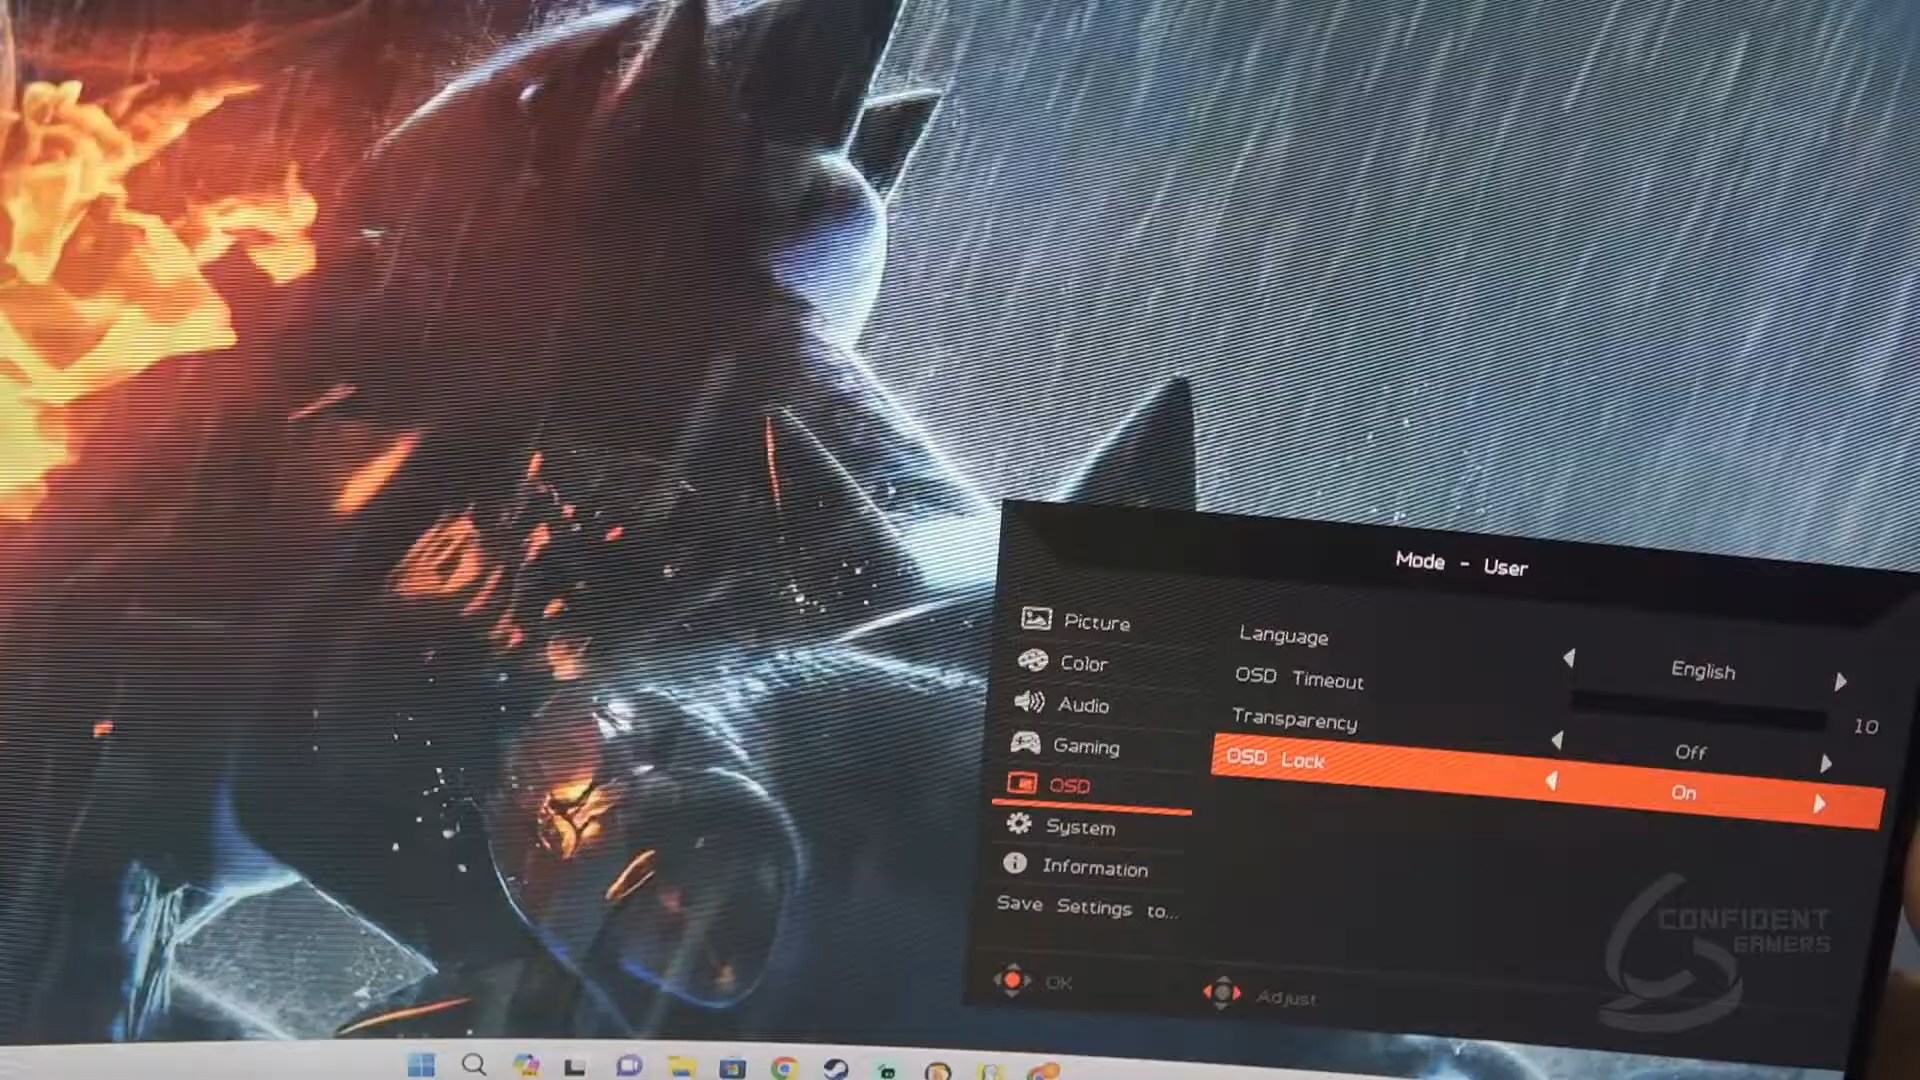 Mode - User
Picture
Color
Audio
Gaming
OSD
System
Information
Save Settings to...
Language
English
OSD Timeout
10
Transparency
Off
OSD Lock
On
OK
Adjust
CONFIDENT
GAMERS